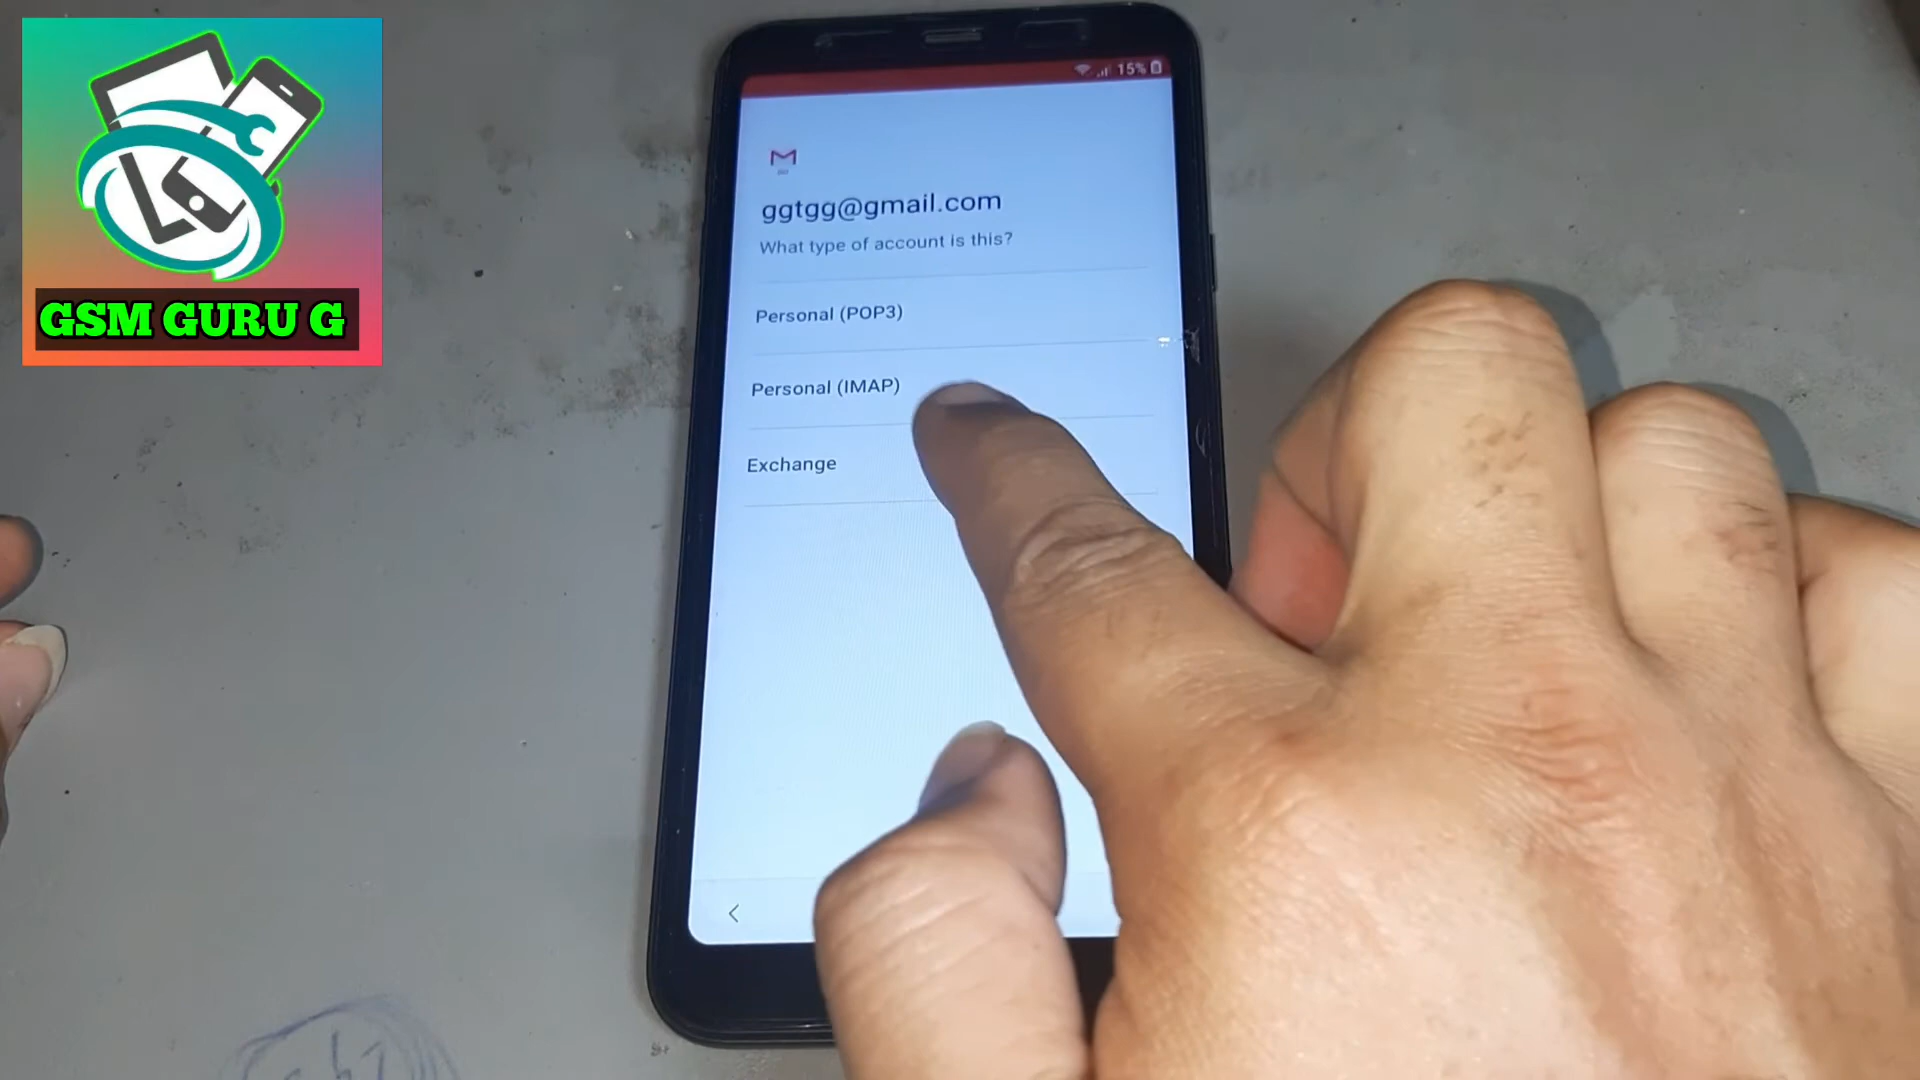 GSM GURU G
15%
ggtgg@gmail.com
What type of account is this?
Personal (POP3)
Personal (IMAP)
Exchange